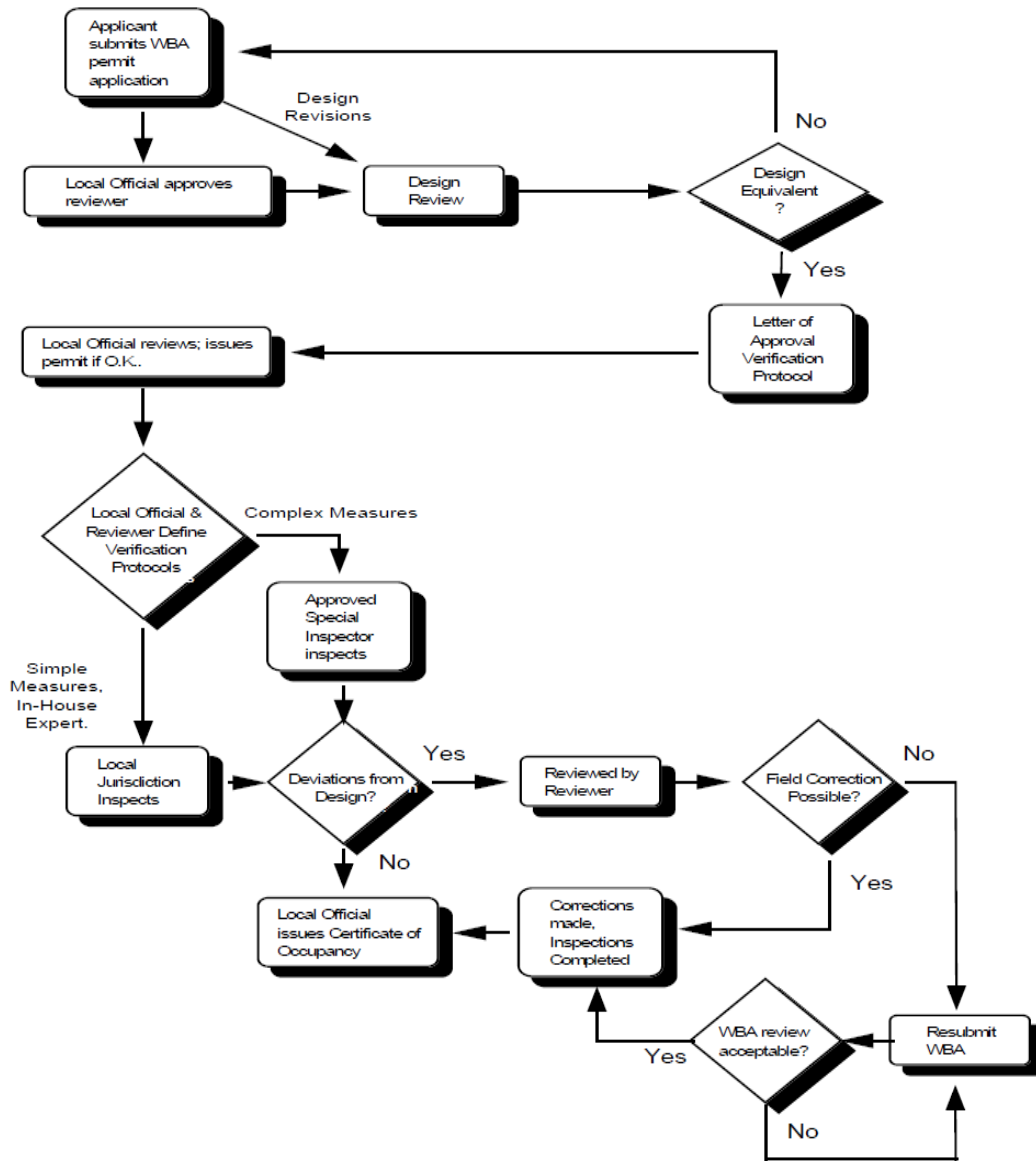 Applicant
submits WBA
permit
application
Design
Revisions
No
Local Official approves
reviewer
Design
Review
Design
Equivalent
?
Yes
Local Official reviews; issues
permit if O.K..
Letter of
Approval
Verification
Protocol
Local Official &
Reviewer Define
Verification
Protocols
Complex Measures
Approved
Special
Inspector
inspects
Simple
Measures,
In-House
Expert.
Local
Jurisdiction
Inspects
Deviations from
Design?
Yes
Reviewed by
Reviewer
Field Correction
Possible?
No
No
Yes
Local Official
issues Certificate of
Occupancy
Corrections
made,
Inspections
Completed
WBA review
acceptable?
Yes
Resubmit
WBA
No